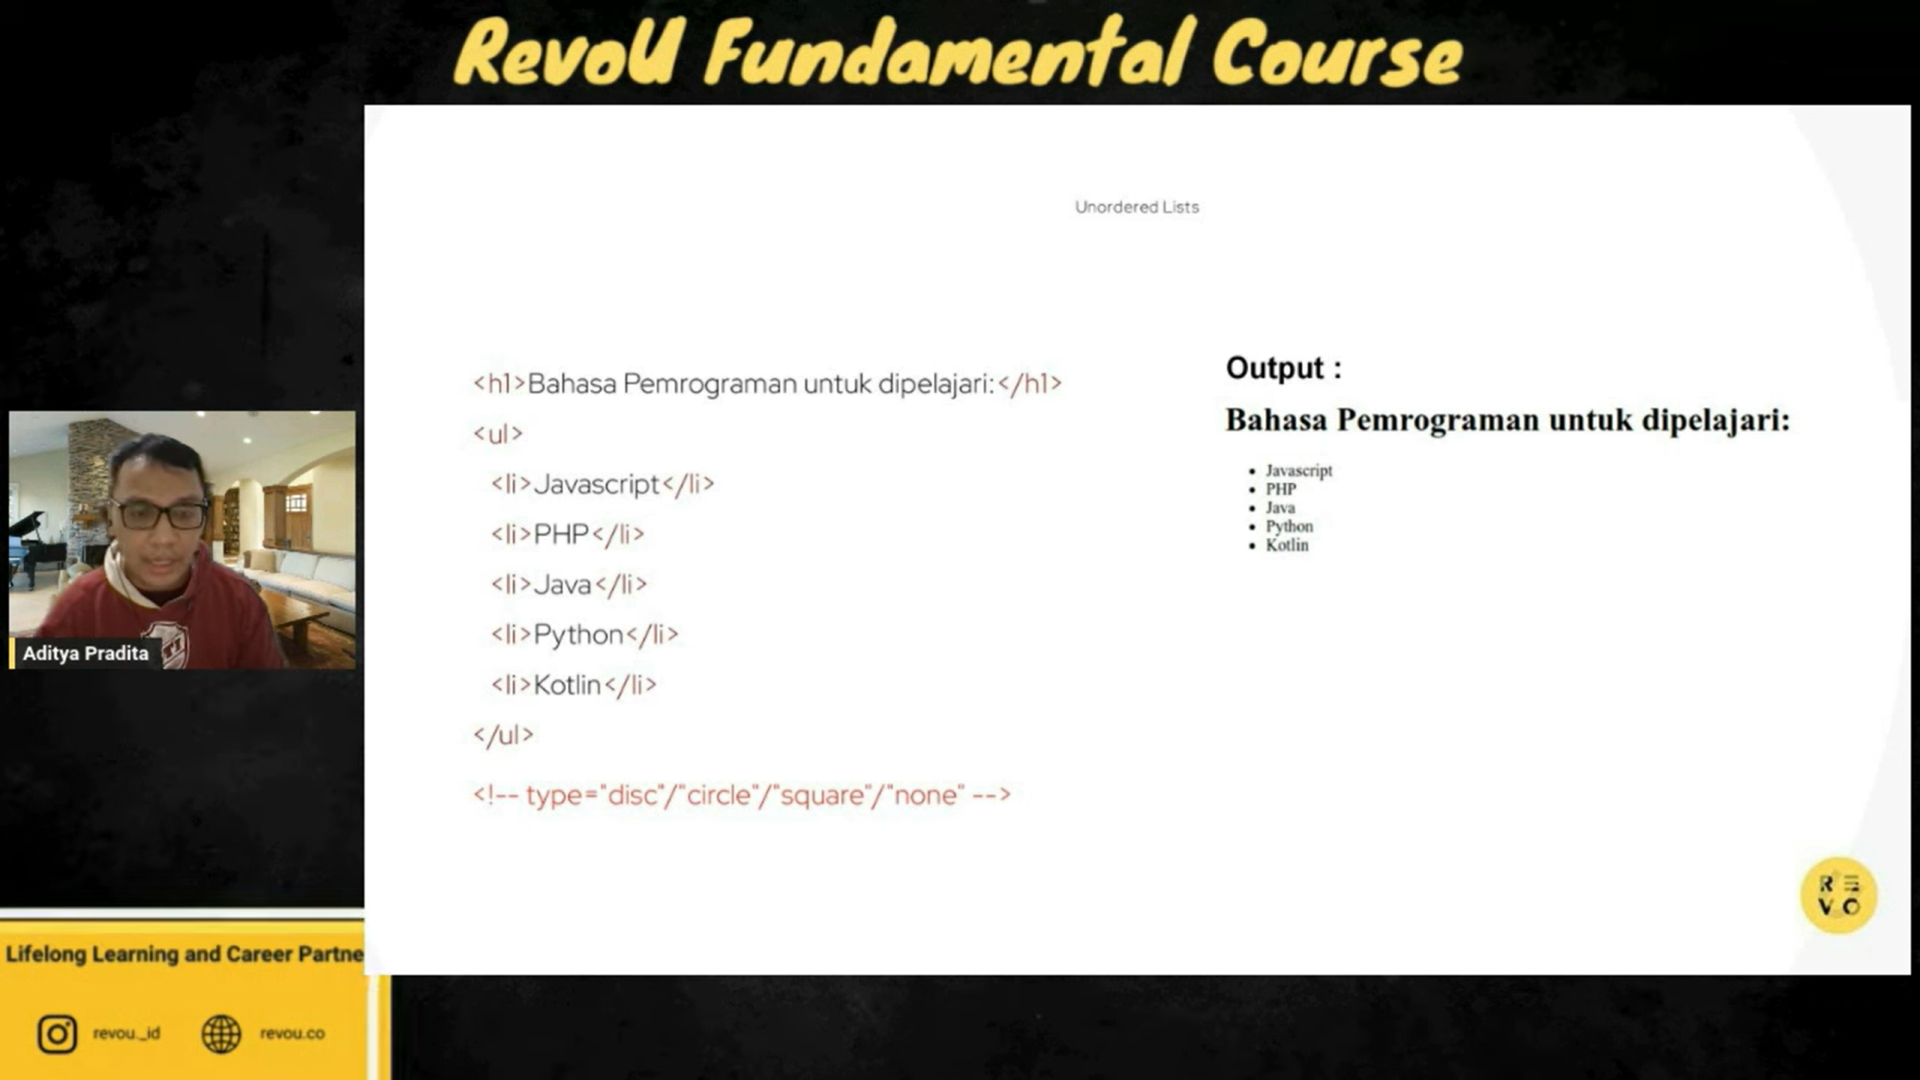 RevoU Fundamental Course
Unordered Lists
<h1>Bahasa Pemrograman untuk dipelajari:</h1>
<ul>
<li>Javascript</li>
<li>PHP</li>
<li>Java</li>
<li>Python</li>
<li>Kotlin</li>
</ul>
<!-- type="disc"/"circle"/"square"/"none" -->
Output :
Bahasa Pemrograman untuk dipelajari:
• Javascript
• PHP
• Java
• Python
• Kotlin
Aditya Pradita
REVO
Lifelong Learning and Career Partne
revou_id
revou.co